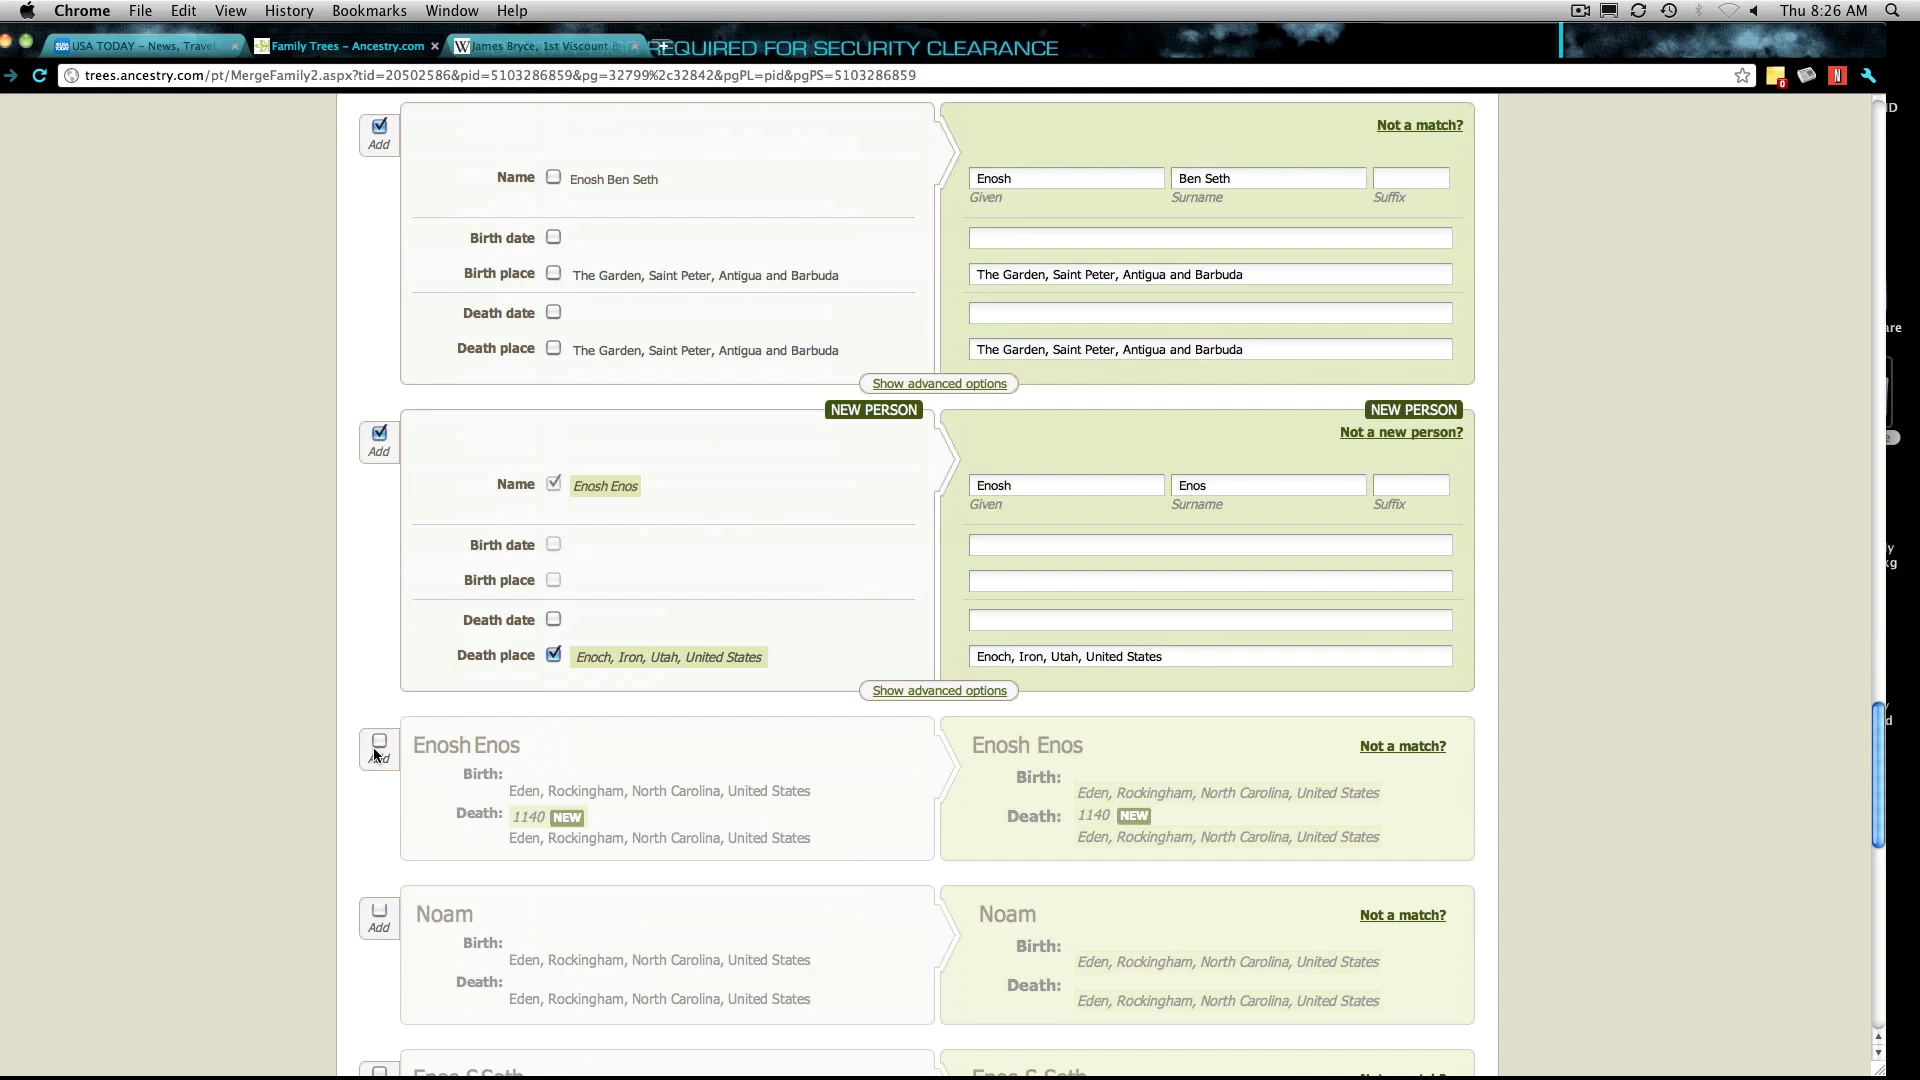 Chrome File Edit View History Bookmarks Window Help Thu 8:26 AM
USA TODAY – News, Travel, Family Trees – Ancestry.com James Bryce, 1st Viscount REQUIRED FOR SECURITY CLEARANCE
trees.ancestry.com/pt/MergeFamily2.aspx?tid=20502586&pid=5103286859&pg=32799%2c32842&pgPL=pid&pgPS=5103286859
Not a match?
Add
Name Enosh Ben Seth Enosh Ben Seth
Given Surname Suffix
Birth date
Birth place The Garden, Saint Peter, Antigua and Barbuda The Garden, Saint Peter, Antigua and Barbuda
Death date
Death place The Garden, Saint Peter, Antigua and Barbuda The Garden, Saint Peter, Antigua and Barbuda
Show advanced options
NEW PERSON NEW PERSON
Not a new person?
Add
Name Enosh Enos Enosh Enos
Given Surname Suffix
Birth date
Birth place
Death date
Death place Enoch, Iron, Utah, United States Enoch, Iron, Utah, United States
Show advanced options
Enosh Enos Enosh Enos Not a match?
Add
Birth: Birth:
Eden, Rockingham, North Carolina, United States Eden, Rockingham, North Carolina, United States
Death: 1140 NEW Death: 1140 NEW
Eden, Rockingham, North Carolina, United States Eden, Rockingham, North Carolina, United States
Noam Noam Not a match?
Add
Birth: Birth:
Eden, Rockingham, North Carolina, United States Eden, Rockingham, North Carolina, United States
Death: Death:
Eden, Rockingham, North Carolina, United States Eden, Rockingham, North Carolina, United States
Enos S Seth Enos S Seth Not a match?